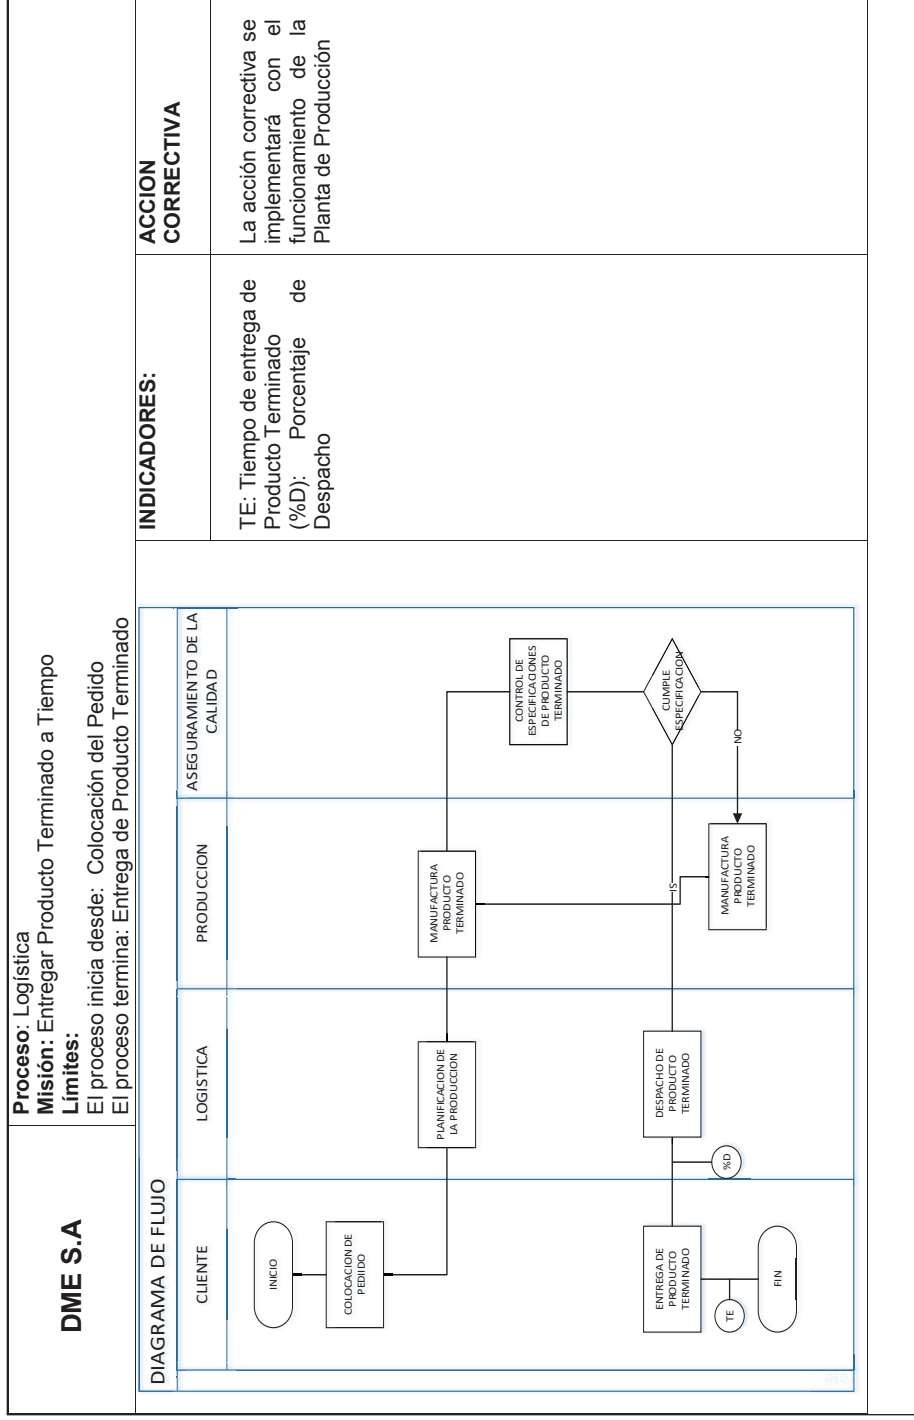 DME S.A
Proceso: Logística
Misión: Entregar Producto Terminado a Tiempo
Límites:
El proceso inicia desde: Colocación del Pedido
El proceso termina: Entrega de Producto Terminado
DIAGRAMA DE FLUJO
CLIENTE
LOGISTICA
PRODUCCION
ASEGURAMIENTO DE LA
CALIDAD
INICIO
COLOCACION DE
PEDIIDO
PLANIFICACION DE
LA PRODUCCION
MANUFACTURA
PRODUCTO
TERMINADO
CONTROL DE
ESPECIFICACIONES
DE PRODUCTO
TERMINADO
CUMPLE
ESPECIFICACION
NO
SI
MANUFACTURA
PRODUCTO
TERMINADO
DESPACHO DE
PRODUCTO
TERMINADO
%D
ENTREGA DE
PRODUCTO
TERMINADO
TE
FIN
INDICADORES:
TE: Tiempo de entrega de
Producto Terminado
(%D): Porcentaje de
Despacho
ACCION
CORRECTIVA
La acción correctiva se
implementará con el
funcionamiento de la
Planta de Producción